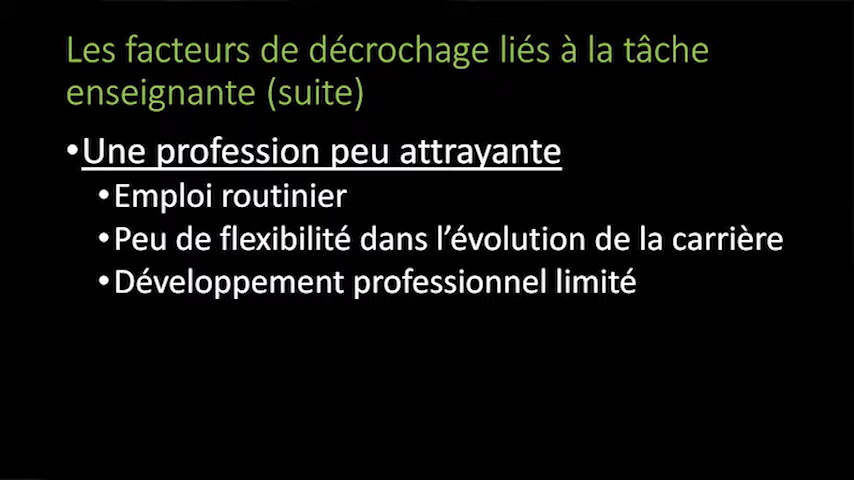 Les facteurs de décrochage liés à la tâche
enseignante (suite)
•Une profession peu attrayante
•Emploi routinier
•Peu de flexibilité dans l’évolution de la carrière
•Développement professionnel limité